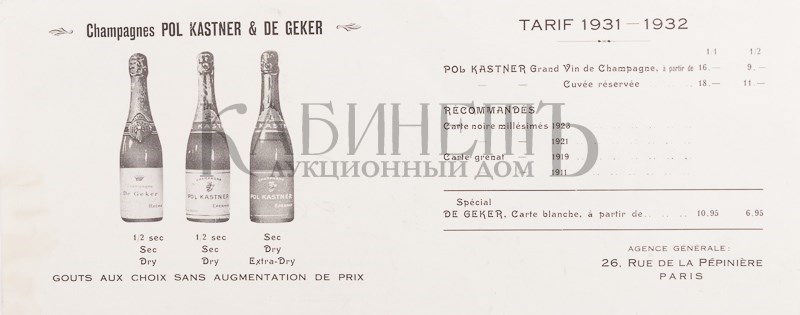 Champagnes POL KASTNER & DE GEKER
De Geker
POL KASTNER
POL KASTNER
1/2 sec
Sec
Dry
1/2 sec
Sec
Dry
Sec
Dry
Extra-Dry
GOUTS AUX CHOIX SANS AUGMENTATION DE PRIX
TARIF 1931-1932
1/1 1/2
POL KASTNER Grand Vin de Champagne, à partir de 16.— 9.—
— — Cuvée réservée 18.— 11.—
RECOMMANDES
Carte noire millésimés 1923
1921
Carte grenat — 1919
1911
Spécial
DE GEKER, Carte blanche, à partir de 10.95 6.95
AGENCE GÉNÉRALE:
26, RUE DE LA PÉPINIÈRE
PARIS
КАБИНЕТЪ
АУКЦИОННЫЙ ДОМ